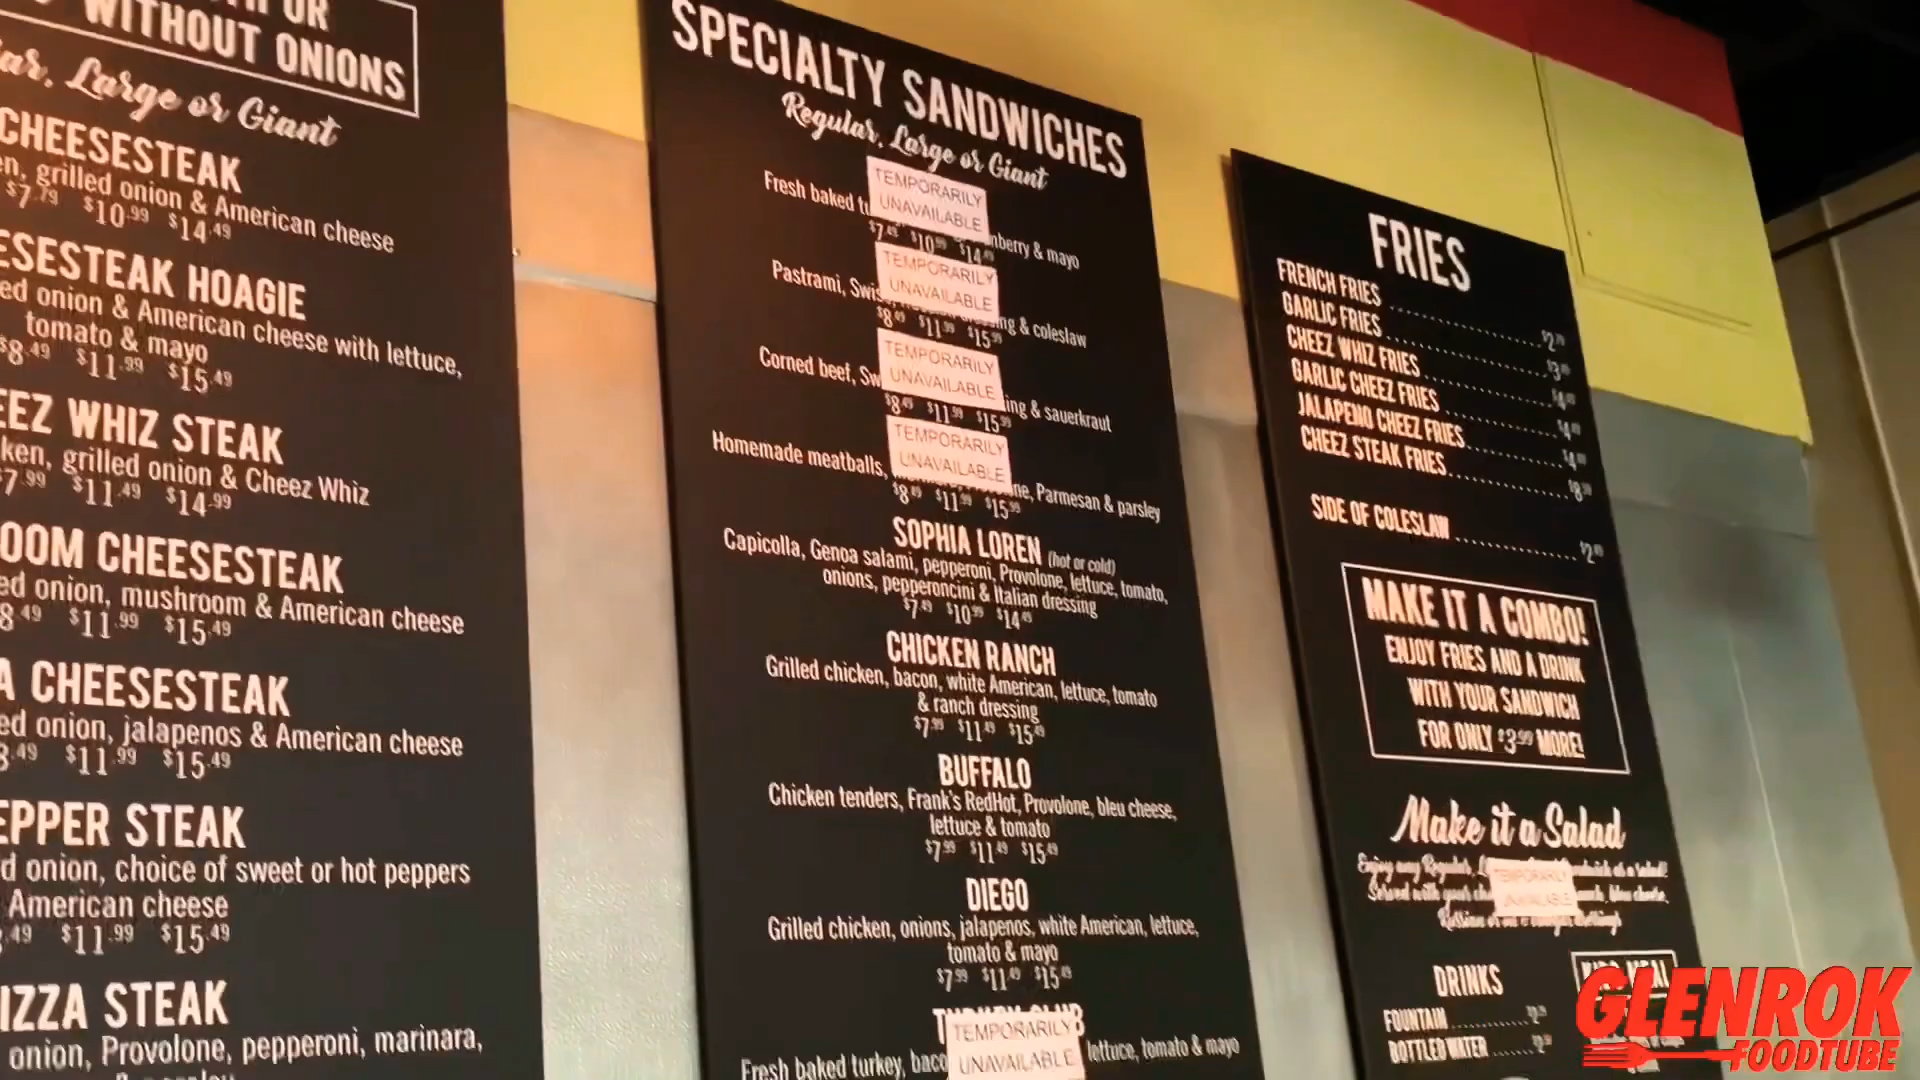 OR
WITHOUT ONIONS
Large or Giant
CHEESESTEAK
grilled onion & American cheese
$7.79 $10.99 $14.49
HOAGIE
onion & American cheese with lettuce,
tomato & mayo
$8.49 $11.99 $15.49
WHIZ STEAK
grilled onion & Cheez Whiz
$11.49 $14.99
CHEESESTEAK
onion, mushroom & American cheese
$11.99 $15.49
CHEESESTEAK
onion, jalapenos & American cheese
$11.99 $15.49
STEAK
onion, choice of sweet or hot peppers
American cheese
$11.99 $15.49
STEAK
onion, Provolone, pepperoni, marinara,
SPECIALTY SANDWICHES
Regular, Large or Giant
TEMPORARILY
UNAVAILABLE
Fresh baked & mayo
$7.49 $10.99 $14.49
TEMPORARILY
UNAVAILABLE
Pastrami, & coleslaw
$8.49 $11.99 $15.99
TEMPORARILY
UNAVAILABLE
Corned beef, & sauerkraut
$8.49 $11.99 $15.99
TEMPORARILY
UNAVAILABLE
Homemade meatballs, Parmesan & parsley
$8.49 $11.99 $15.99
SOPHIA LOREN (hot or cold)
Capicolla, Genoa salami, pepperoni, Provolone, lettuce, tomato,
onions, pepperoncini & Italian dressing
$7.49 $10.99 $14.49
CHICKEN RANCH
Grilled chicken, bacon, white American, lettuce, tomato
& ranch dressing
$7.99 $11.49 $15.49
BUFFALO
Chicken tenders, Frank's RedHot, Provolone, bleu cheese,
lettuce & tomato
$7.99 $11.49 $15.49
DIEGO
Grilled chicken, onions, jalapenos, white American, lettuce,
tomato & mayo
$7.99 $11.49 $15.49
TEMPORARILY
UNAVAILABLE
Fresh baked turkey, lettuce, tomato & mayo
FRIES
FRENCH FRIES
GARLIC FRIES
CHEEZ WHIZ FRIES
GARLIC CHEEZ FRIES
JALAPENO CHEEZ FRIES
CHEEZ STEAK FRIES
SIDE OF COLESLAW
MAKE IT A COMBO!
ENJOY FRIES AND A DRINK
WITH YOUR SANDWICH
FOR ONLY $3.99 MORE!
Make it a Salad
Enjoy any Regular, as a salad!
TEMPORARILY
UNAVAILABLE
Served with your bleu cheese,
DRINKS
FOUNTAIN
BOTTLED WATER
GLENROK
FOODTUBE